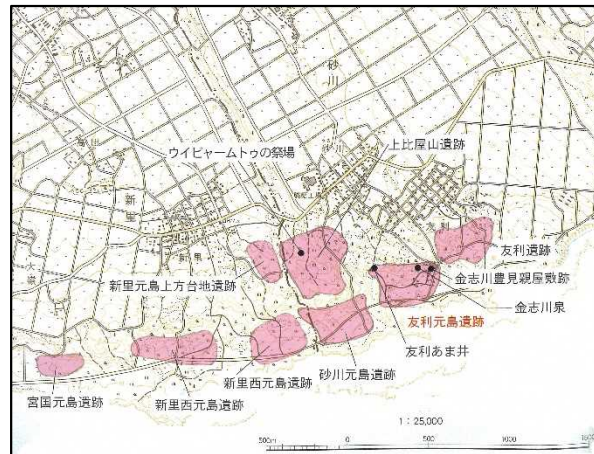 砂川
ウイピャームトゥの祭場
上比屋山遺跡
新里
友利遺跡
新里元島上方台地遺跡
金志川豊見親屋敷跡
金志川泉
友利元島遺跡
友利あま井
新里西元島遺跡
砂川元島遺跡
新里西元島遺跡
宮国元島遺跡
1:25,000
500m 0 500 1000 1500